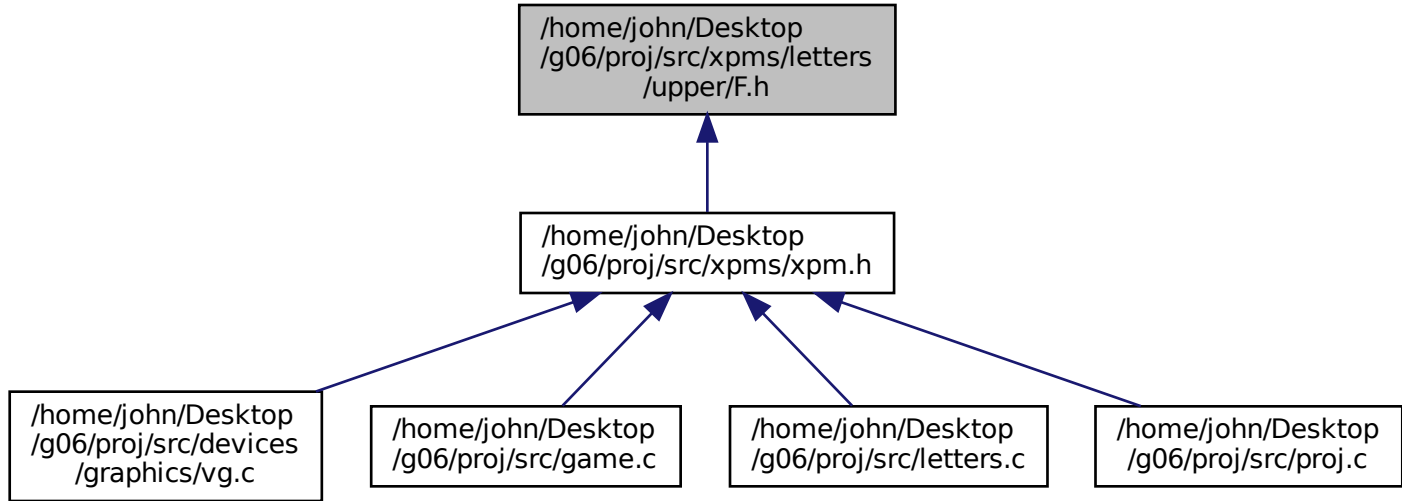 /home/john/Desktop
/g06/proj/src/xpms/letters
/upper/F.h
/home/john/Desktop
/g06/proj/src/xpms/xpm.h
/home/john/Desktop
/g06/proj/src/devices
/graphics/vg.c
/home/john/Desktop
/g06/proj/src/game.c
/home/john/Desktop
/g06/proj/src/letters.c
/home/john/Desktop
/g06/proj/src/proj.c